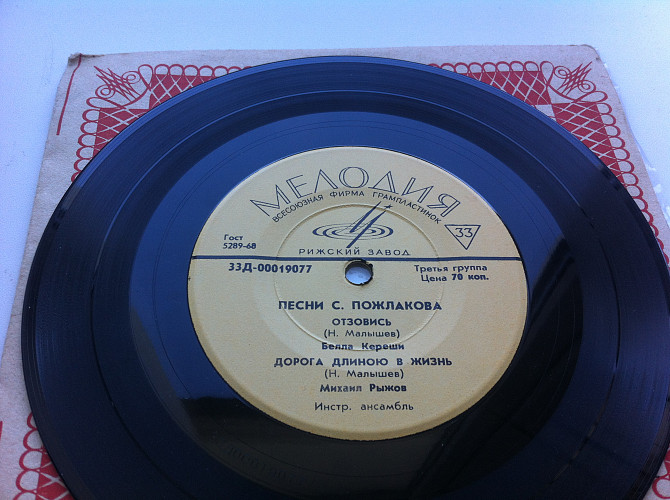 МЕЛОДИЯ
ВСЕСОЮЗНАЯ ФИРМА ГРАМПЛАСТИНОК
33
РИЖСКИЙ ЗАВОД
Гост
5289-68
33Д-00019077
Третья группа
Цена 70 коп.
ПЕСНИ С. ПОЖЛАКОВА
ОТЗОВИСЬ
(Н. Малышев)
Белла Кереши
ДОРОГА ДЛИНОЮ В ЖИЗНЬ
(Н. Малышев)
Михаил Рыжов
Инстр. ансамбль